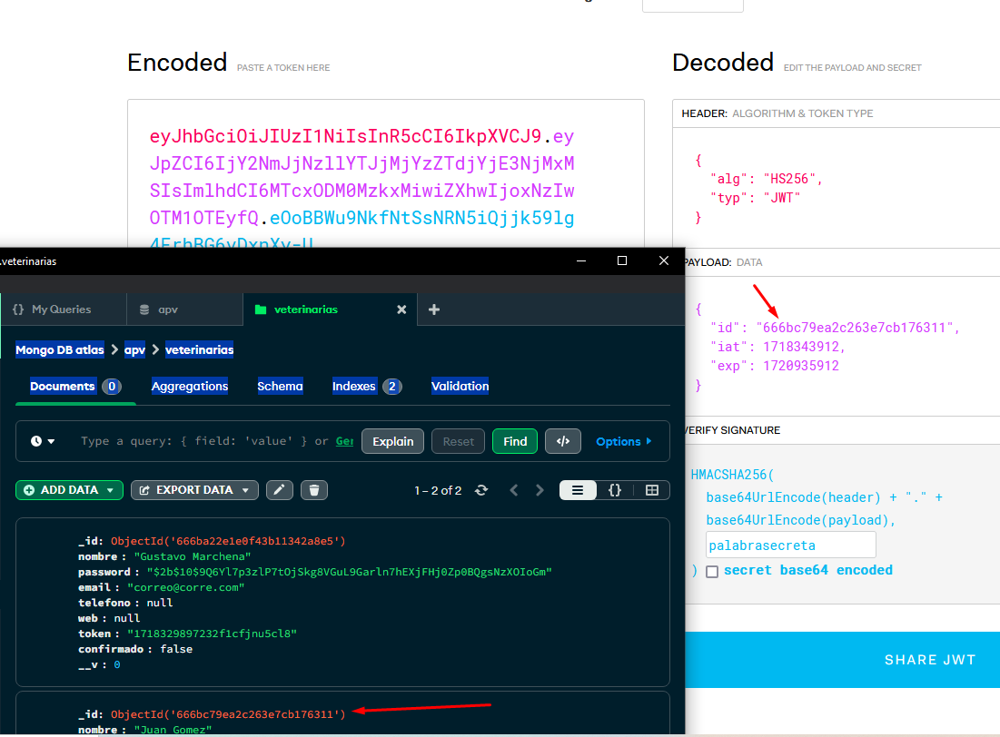 Encoded PASTE A TOKEN HERE
eyJhbGciOiJIUzI1NiIsInR5cCI6IkpXVCJ9.ey
JpZCI6IjY2NmJjNzllYTJjMjYzZTdjYjE3NjMxM
SIsImlhdCI6MTcxODM0MzkxMiwiZXhwIjoxNzIw
OTM1OTEyfQ.eOoBBWu9NkfNtSsNRN5iQjjk59lg
Decoded EDIT THE PAYLOAD AND SECRET
HEADER: ALGORITHM & TOKEN TYPE
{
"alg": "HS256",
"typ": "JWT"
}
PAYLOAD: DATA
{
"id": "666bc79ea2c263e7cb176311",
"iat": 1718343912,
"exp": 1720935912
}
VERIFY SIGNATURE
HMACSHA256(
base64UrlEncode(header) + "." +
base64UrlEncode(payload),
palabrasecreta
) secret base64 encoded
SHARE JWT
.veterinarias
{} My Queries apv veterinarias
Mongo DB atlas > apv > veterinarias
Documents 0 Aggregations Schema Indexes 2 Validation
Type a query: { field: 'value' } or Ger Explain Reset Find </> Options
ADD DATA EXPORT DATA 1 – 2 of 2 {}
_id: ObjectId('666ba22e1e0f43b11342a8e5')
nombre : "Gustavo Marchena"
password : "$2b$10$9Q6Yl7p3zlP7tOjSkg8VGuL9Garln7hEXjFHj0Zp0BQgsNzXOIoGm"
email : "correo@corre.com"
telefono : null
web : null
token : "1718329897232f1cfjnu5cl8"
confirmado : false
__v : 0
_id: ObjectId('666bc79ea2c263e7cb176311')
nombre : "Juan Gomez"